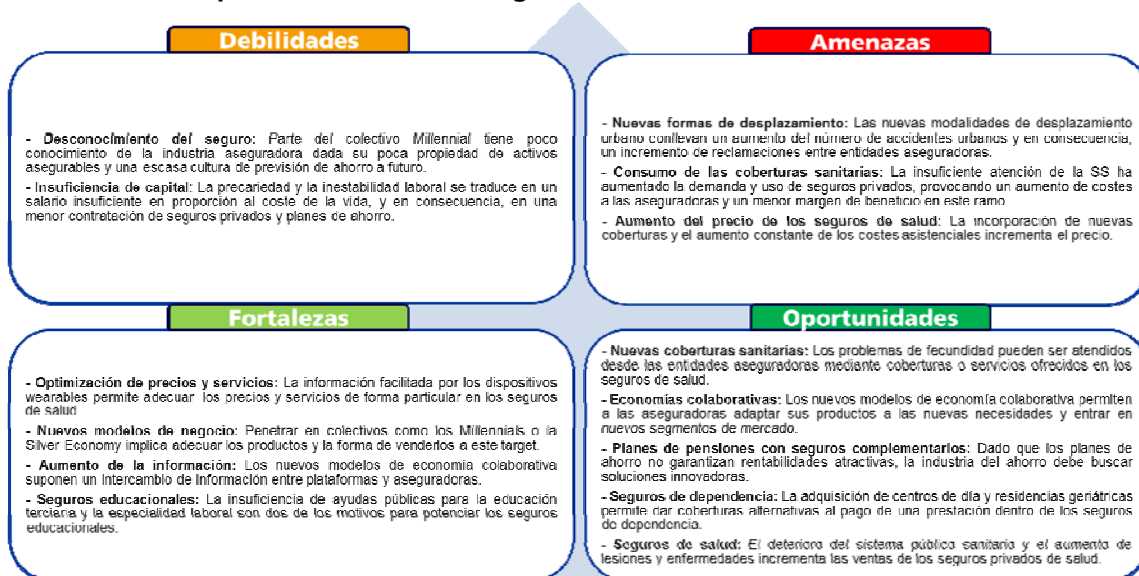 Debilidades
- Desconocimiento del seguro: Parte del colectivo Millennial tiene poco
conocimiento de la industria aseguradora dada su poca propiedad de activos
asegurables y una escasa cultura de previsión de ahorro a futuro.
- Insuficiencia de capital: La precariedad y la inestabilidad laboral se traduce en un
salario insuficiente en proporción al coste de la vida, y en consecuencia, en una
menor contratación de seguros privados y planes de ahorro.
Amenazas
- Nuevas formas de desplazamiento: Las nuevas modalidades de desplazamiento
urbano conllevan un aumento del número de accidentes urbanos y en consecuencia,
un incremento de reclamaciones entre entidades aseguradoras.
- Consumo de las coberturas sanitarias: La insuficiente atención de la SS ha
aumentado la demanda y uso de seguros privados, provocando un aumento de costes
a las aseguradoras y un menor margen de beneficio en este ramo
- Aumento del precio de los seguros de salud: La incorporación de nuevas
coberturas y el aumento constante de los costes asistenciales incrementa el precio.
Fortalezas
- Optimización de precios y servicios: La información facilitada por los dispositivos
wearables permite adecuar los precios y servicios de forma particular en los seguros
de salud
- Nuevos modelos de negocio: Penetrar en colectivos como los Millennials o la
Silver Economy implica adecuar los productos y la forma de venderlos a este target.
- Aumento de la información: Los nuevos modelos de economía colaborativa
suponen un Intercambio de Información entre plataformas y aseguradoras.
- Seguros educacionales: La insuficiencia de ayudas públicas para la educación
terciaria y la especialidad laboral son dos de los motivos para potenciar los seguros
educacionales.
Oportunidades
- Nuevas coberturas sanitarias: Los problemas de fecundidad pueden ser atendidos
desde las entidades aseguradoras mediante coberturas o servicios ofrecidos en los
seguros de salud.
- Economías colaborativas: Los nuevos modelos de economía colaborativa permiten
a las aseguradoras adaptar sus productos a las nuevas necesidades y entrar en
nuevos segmentos de mercado.
- Planes de pensiones con seguros complementarios: Dado que los planes de
ahorro no garantizan rentabilidades atractivas, la industria del ahorro debe buscar
soluciones innovadoras.
- Seguros de dependencia: La adquisición de centros de día y residencias geriátricas
permite dar coberturas alternativas al pago de una prestación dentro de los seguros
de dependencia.
- Seguros de salud: El deterioro del sistema público sanitario y el aumento de
lesiones y enfermedades incrementa las ventas de los seguros privados de salud.